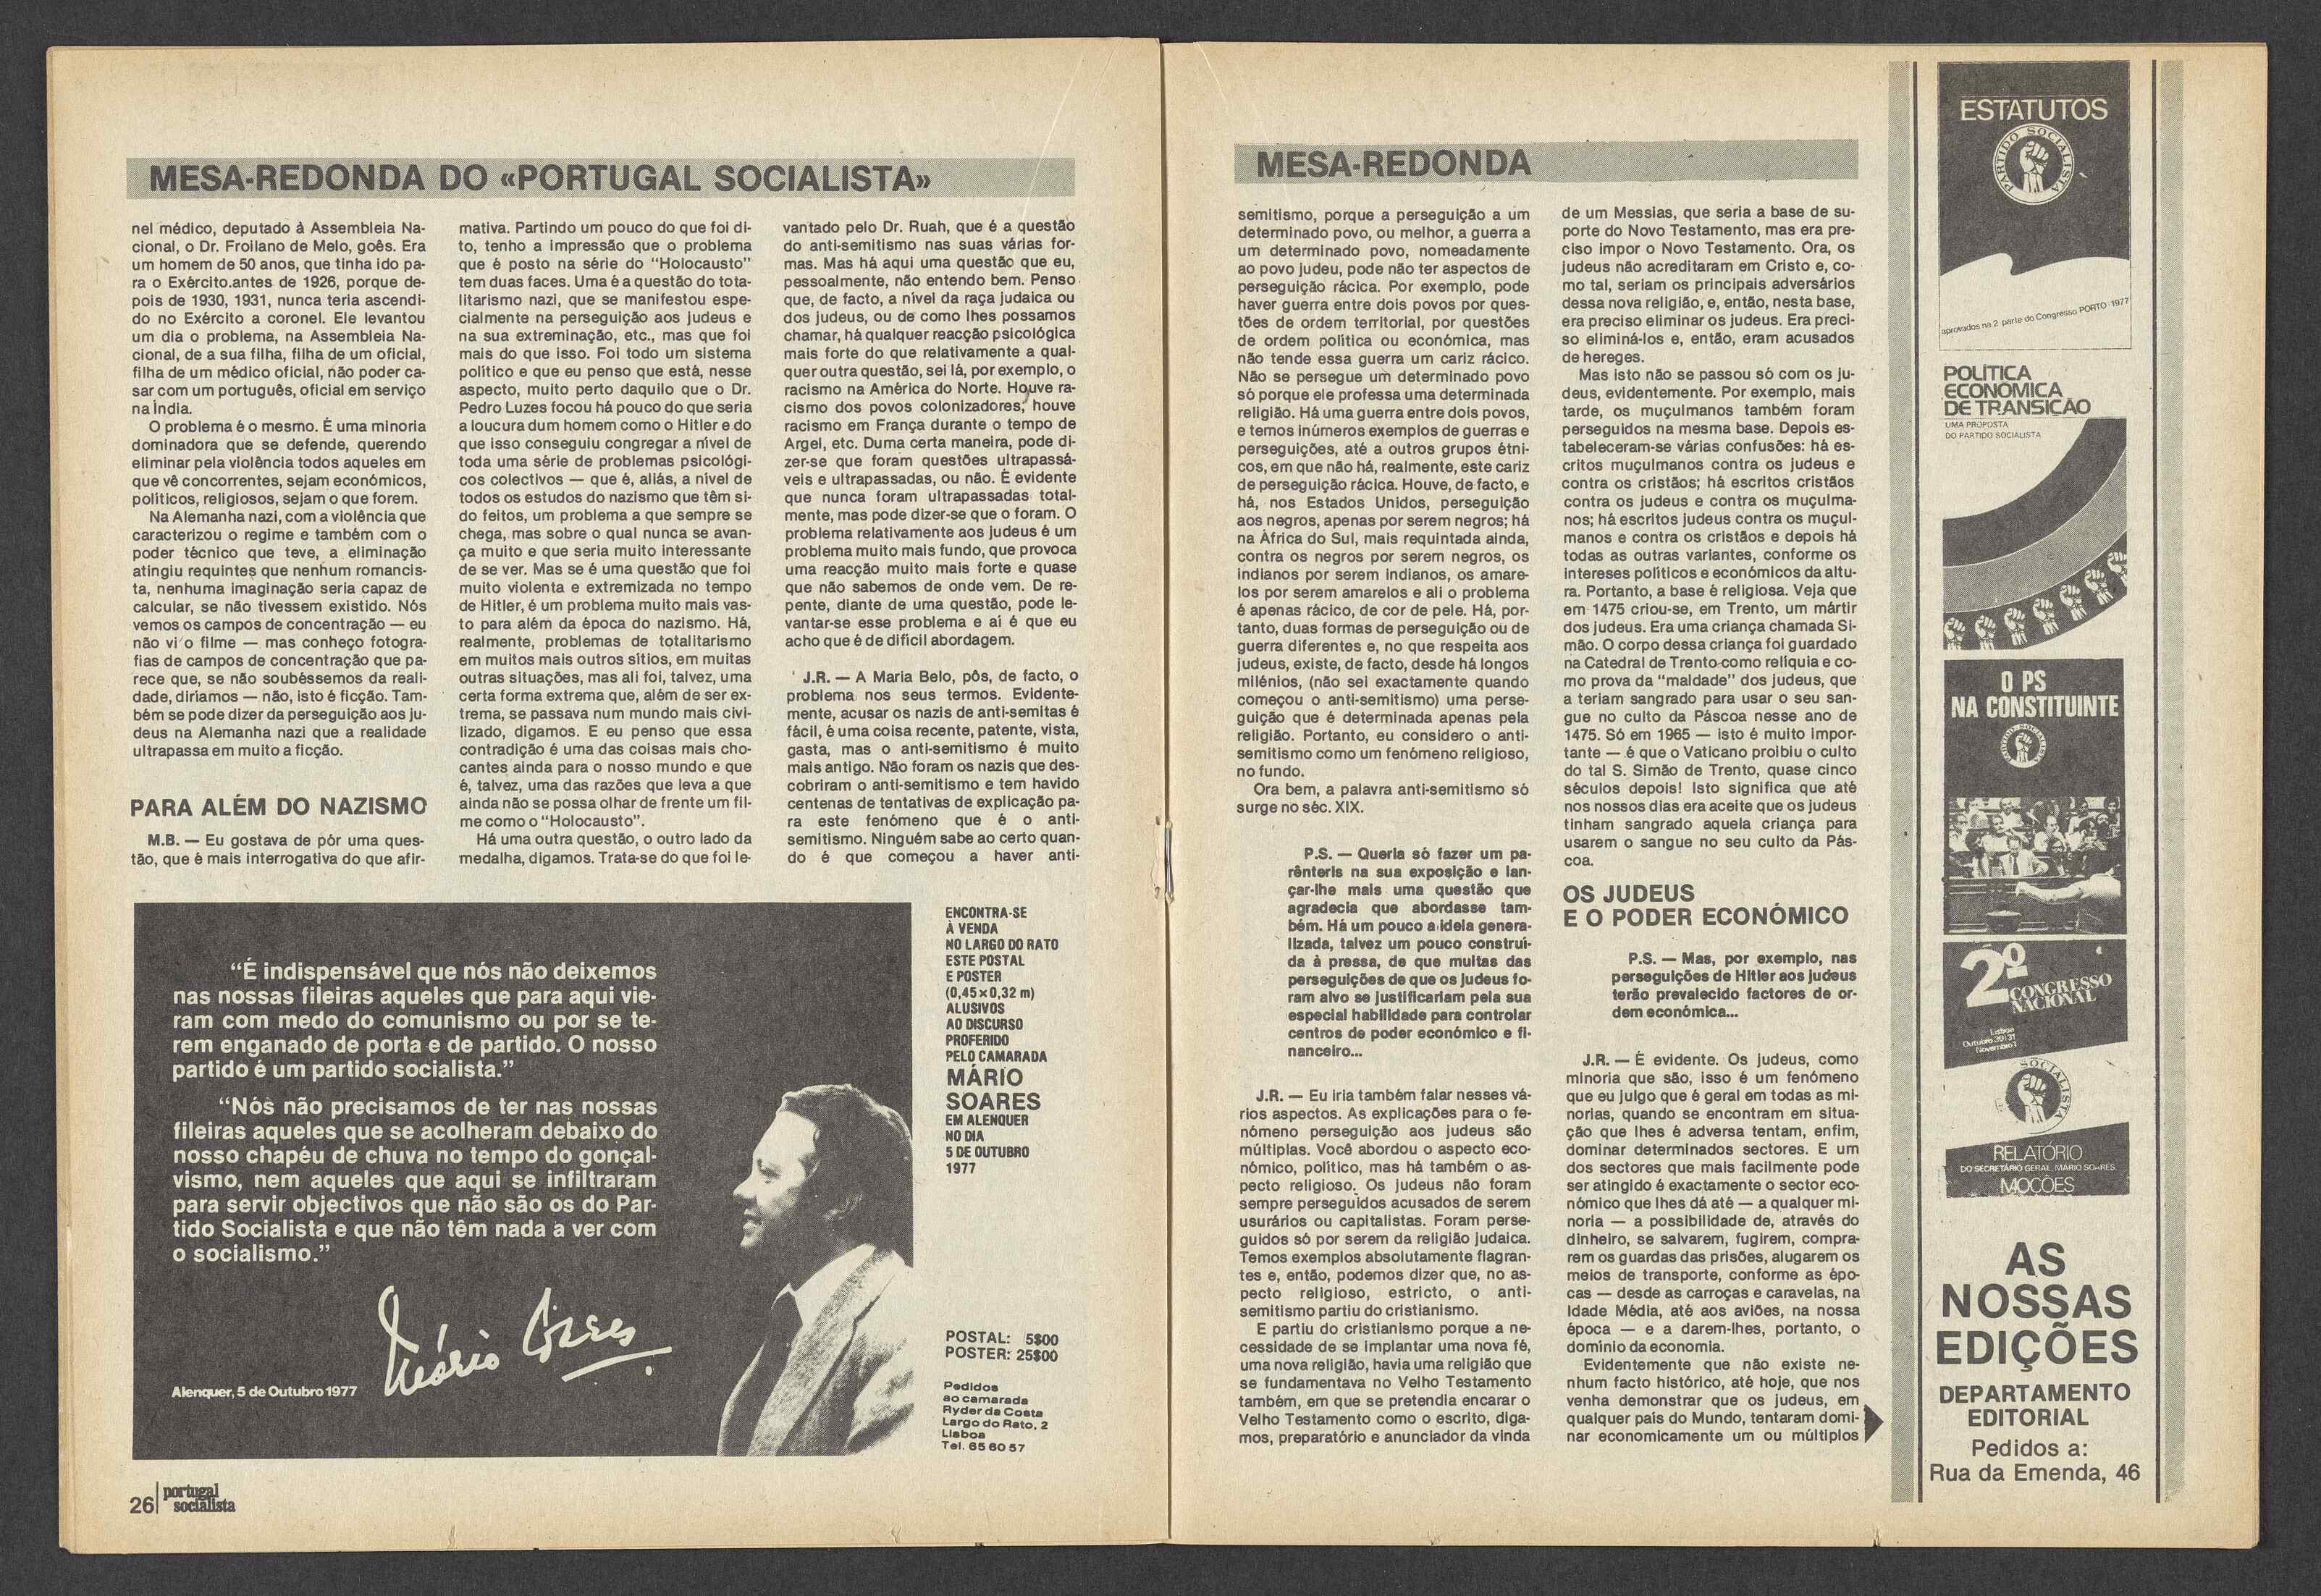 MESA-REDONDA DO «PORTUGAL SOCIALISTA»
nel médico, deputado à Assembleia Na-
cional, o Dr. Froilano de Melo, goês. Era
um homem de 50 anos, que tinha ido pa-
ra o Exército.antes de 1926, porque de-
pois de 1930, 1931, nunca teria ascendi-
do no Exército a coronel. Ele levantou
um dia o problema, na Assembleia Na-
cional, de a sua filha, filha de um oficial,
filha de um médico oficial, não poder ca-
sar com um português, oficial em serviço
na Índia.
O problema é o mesmo. É uma minoria
dominadora que se defende, querendo
eliminar pela violência todos aqueles em
que vê concorrentes, sejam económicos,
políticos, religiosos, sejam o que forem.
Na Alemanha nazi, com a violência que
caracterizou o regime e também com o
poder técnico que teve, a eliminação
atingiu requintes que nenhum romancis-
ta, nenhuma imaginação seria capaz de
calcular, se não tivessem existido. Nós
vemos os campos de concentração — eu
não vi o filme — mas conheço fotogra-
fias de campos de concentração que pa-
rece que, se não soubéssemos da reali-
dade, diríamos — não, isto é ficção. Tam-
bém se pode dizer da perseguição aos ju-
deus na Alemanha nazi que a realidade
ultrapassa em muito a ficção.
PARA ALÉM DO NAZISMO
M.B. — Eu gostava de pôr uma ques-
tão, que é mais interrogativa do que afir-
mativa. Partindo um pouco do que foi di-
to, tenho a impressão que o problema
que é posto na série do "Holocausto"
tem duas faces. Uma é a questão do tota-
litarismo nazi, que se manifestou espe-
cialmente na perseguição aos judeus e
na sua extreminação, etc., mas que foi
mais do que isso. Foi todo um sistema
político e que eu penso que está, nesse
aspecto, muito perto daquilo que o Dr.
Pedro Luzes focou há pouco do que seria
a loucura dum homem como o Hitler e do
que isso conseguiu congregar a nível de
toda uma série de problemas psicológi-
cos colectivos — que é, aliás, a nível de
todos os estudos do nazismo que têm si-
do feitos, um problema a que sempre se
chega, mas sobre o qual nunca se avan-
ça muito e que seria muito interessante
de se ver. Mas se é uma questão que foi
muito violenta e extremizada no tempo
de Hitler, é um problema muito mais vas-
to para além da época do nazismo. Há,
realmente, problemas de totalitarismo
em muitos mais outros sítios, em muitas
outras situações, mas ali foi, talvez, uma
certa forma extrema que, além de ser ex-
trema, se passava num mundo mais civi-
lizado, digamos. E eu penso que essa
contradição é uma das coisas mais cho-
cantes ainda para o nosso mundo e que
é, talvez, uma das razões que leva a que
ainda não se possa olhar de frente um fil-
me como o "Holocausto".
Há uma outra questão, o outro lado da
medalha, digamos. Trata-se do que foi le-
vantado pelo Dr. Ruah, que é a questão
do anti-semitismo nas suas várias for-
mas. Mas há aqui uma questão que eu,
pessoalmente, não entendo bem. Penso
que, de facto, a nível da raça judaica ou
dos judeus, ou de como lhes possamos
chamar, há qualquer reacção psicológica
mais forte do que relativamente a qual-
quer outra questão, sei lá, por exemplo, o
racismo na América do Norte. Houve ra-
cismo dos povos colonizadores, houve
racismo em França durante o tempo de
Argel, etc. Duma certa maneira, pode di-
zer-se que foram questões ultrapassá-
veis e ultrapassadas, ou não. É evidente
que nunca foram ultrapassadas total-
mente, mas pode dizer-se que o foram. O
problema relativamente aos judeus é um
problema muito mais fundo, que provoca
uma reacção muito mais forte e quase
que não sabemos de onde vem. De re-
pente, diante de uma questão, pode le-
vantar-se esse problema e aí é que eu
acho que é de difícil abordagem.
J.R. — A Maria Belo, pôs, de facto, o
problema nos seus termos. Evidente-
mente, acusar os nazis de anti-semitas é
fácil, é uma coisa recente, patente, vista,
gasta, mas o anti-semitismo é muito
mais antigo. Não foram os nazis que des-
cobriram o anti-semitismo e tem havido
centenas de tentativas de explicação pa-
ra este fenómeno que é o anti-
semitismo. Ninguém sabe ao certo quan-
do é que começou a haver anti-
"É indispensável que nós não deixemos
nas nossas fileiras aqueles que para aqui vie-
ram com medo do comunismo ou por se te-
rem enganado de porta e de partido. O nosso
partido é um partido socialista."
"Nós não precisamos de ter nas nossas
fileiras aqueles que se acolheram debaixo do
nosso chapéu de chuva no tempo do gonçal-
vismo, nem aqueles que aqui se infiltraram
para servir objectivos que não são os do Par-
tido Socialista e que não têm nada a ver com
o socialismo."
Mário Soares
Alenquer, 5 de Outubro 1977
ENCONTRA-SE
À VENDA
NO LARGO DO RATO
ESTE POSTAL
E POSTER
(0,45×0,32 m)
ALUSIVOS
AO DISCURSO
PROFERIDO
PELO CAMARADA
MÁRIO
SOARES
EM ALENQUER
NO DIA
5 DE OUTUBRO
1977
POSTAL: 5$00
POSTER: 25$00
Pedidos
ao camarada
Ryder da Costa
Largo do Rato, 2
Lisboa
Tel. 65 60 57
26
portugal
socialista
MESA-REDONDA
semitismo, porque a perseguição a um
determinado povo, ou melhor, a guerra a
um determinado povo, nomeadamente
ao povo judeu, pode não ter aspectos de
perseguição rácica. Por exemplo, pode
haver guerra entre dois povos por ques-
tões de ordem territorial, por questões
de ordem política ou económica, mas
não tende essa guerra um cariz rácico.
Não se persegue um determinado povo
só porque ele professa uma determinada
religião. Há uma guerra entre dois povos,
e temos inúmeros exemplos de guerras e
perseguições, até a outros grupos étni-
cos, em que não há, realmente, este cariz
de perseguição rácica. Houve, de facto, e
há, nos Estados Unidos, perseguição
aos negros, apenas por serem negros; há
na África do Sul, mais requintada ainda,
contra os negros por serem negros, os
indianos por serem indianos, os amare-
los por serem amarelos e ali o problema
é apenas rácico, de cor de pele. Há, por-
tanto, duas formas de perseguição ou de
guerra diferentes e, no que respeita aos
judeus, existe, de facto, desde há longos
milénios, (não sei exactamente quando
começou o anti-semitismo) uma perse-
guição que é determinada apenas pela
religião. Portanto, eu considero o anti-
semitismo como um fenómeno religioso,
no fundo.
Ora bem, a palavra anti-semitismo só
surge no séc. XIX.
P.S. — Queria só fazer um pa-
rênteris na sua exposição e lan-
çar-lhe mais uma questão que
agradecia que abordasse tam-
bém. Há um pouco a ideia genera-
lizada, talvez um pouco construí-
da à pressa, de que muitas das
perseguições de que os judeus fo-
ram alvo se justificariam pela sua
especial habilidade para controlar
centros de poder económico e fi-
nanceiro...
J.R. — Eu iria também falar nesses vá-
rios aspectos. As explicações para o fe-
nómeno perseguição aos judeus são
múltiplas. Você abordou o aspecto eco-
nómico, político, mas há também o as-
pecto religioso. Os judeus não foram
sempre perseguidos acusados de serem
usurários ou capitalistas. Foram perse-
guidos só por serem da religião judaica.
Temos exemplos absolutamente flagran-
tes e, então, podemos dizer que, no as-
pecto religioso, estricto, o anti-
semitismo partiu do cristianismo.
E partiu do cristianismo porque a ne-
cessidade de se implantar uma nova fé,
uma nova religião, havia uma religião que
se fundamentava no Velho Testamento
também, em que se pretendia encarar o
Velho Testamento como o escrito, diga-
mos, preparatório e anunciador da vinda
de um Messias, que seria a base de su-
porte do Novo Testamento, mas era pre-
ciso impor o Novo Testamento. Ora, os
judeus não acreditaram em Cristo e, co-
mo tal, seriam os principais adversários
dessa nova religião, e, então, nesta base,
era preciso eliminar os judeus. Era preci-
so eliminá-los e, então, eram acusados
de hereges.
Mas isto não se passou só com os ju-
deus, evidentemente. Por exemplo, mais
tarde, os muçulmanos também foram
perseguidos na mesma base. Depois es-
tabeleceram-se várias confusões: há es-
critos muçulmanos contra os judeus e
contra os cristãos; há escritos cristãos
contra os judeus e contra os muçulma-
nos; há escritos judeus contra os muçul-
manos e contra os cristãos e depois há
todas as outras variantes, conforme os
intereses políticos e económicos da altu-
ra. Portanto, a base é religiosa. Veja que
em 1475 criou-se, em Trento, um mártir
dos judeus. Era uma criança chamada Si-
mão. O corpo dessa criança foi guardado
na Catedral de Trento como relíquia e co-
mo prova da "maldade" dos judeus, que
a teriam sangrado para usar o seu san-
gue no culto da Páscoa nesse ano de
1475. Só em 1965 — isto é muito impor-
tante — é que o Vaticano proibiu o culto
do tal S. Simão de Trento, quase cinco
séculos depois! Isto significa que até
nos nossos dias era aceite que os judeus
tinham sangrado aquela criança para
usarem o sangue no seu culto da Pás-
coa.
OS JUDEUS
E O PODER ECONÓMICO
P.S. — Mas, por exemplo, nas
perseguições de Hitler aos judeus
terão prevalecido factores de or-
dem económica...
J.R. — É evidente. Os judeus, como
minoria que são, isso é um fenómeno
que eu julgo que é geral em todas as mi-
norias, quando se encontram em situa-
ção que lhes é adversa tentam, enfim,
dominar determinados sectores. E um
dos sectores que mais facilmente pode
ser atingido é exactamente o sector eco-
nómico que lhes dá até — a qualquer mi-
noria — a possibilidade de, através do
dinheiro, se salvarem, fugirem, compra-
rem os guardas das prisões, alugarem os
meios de transporte, conforme as épo-
cas — desde as carroças e caravelas, na
Idade Média, até aos aviões, na nossa
época — e a darem-lhes, portanto, o
domínio da economia.
Evidentemente que não existe ne-
nhum facto histórico, até hoje, que nos
venha demonstrar que os judeus, em
qualquer país do Mundo, tentaram domi-
nar economicamente um ou múltiplos
ESTATUTOS
PARTIDO SOCIALISTA
aprovados na 2 parte do Congresso PORTO 1977
POLÍTICA
ECONÓMICA
DE TRANSIÇÃO
UMA PROPOSTA
DO PARTIDO SOCIALISTA
O PS
NA CONSTITUINTE
PARTIDO SOCIALISTA
2º
CONGRESSO
NACIONAL
Lisboa
Outubro 30/31
Novembro 1
SOCIALISTA
RELATÓRIO
DO SECRETÁRIO GERAL MÁRIO SOARES
MOÇÕES
AS
NOSSAS
EDIÇÕES
DEPARTAMENTO
EDITORIAL
Pedidos a:
Rua da Emenda, 46